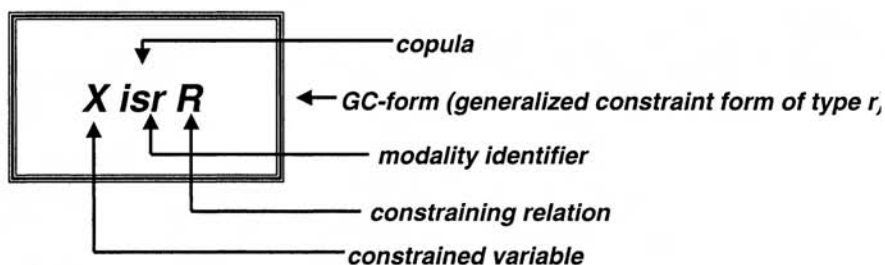 copula
X isr R
GC-form (generalized constraint form of type r)
modality identifier
constraining relation
constrained variable